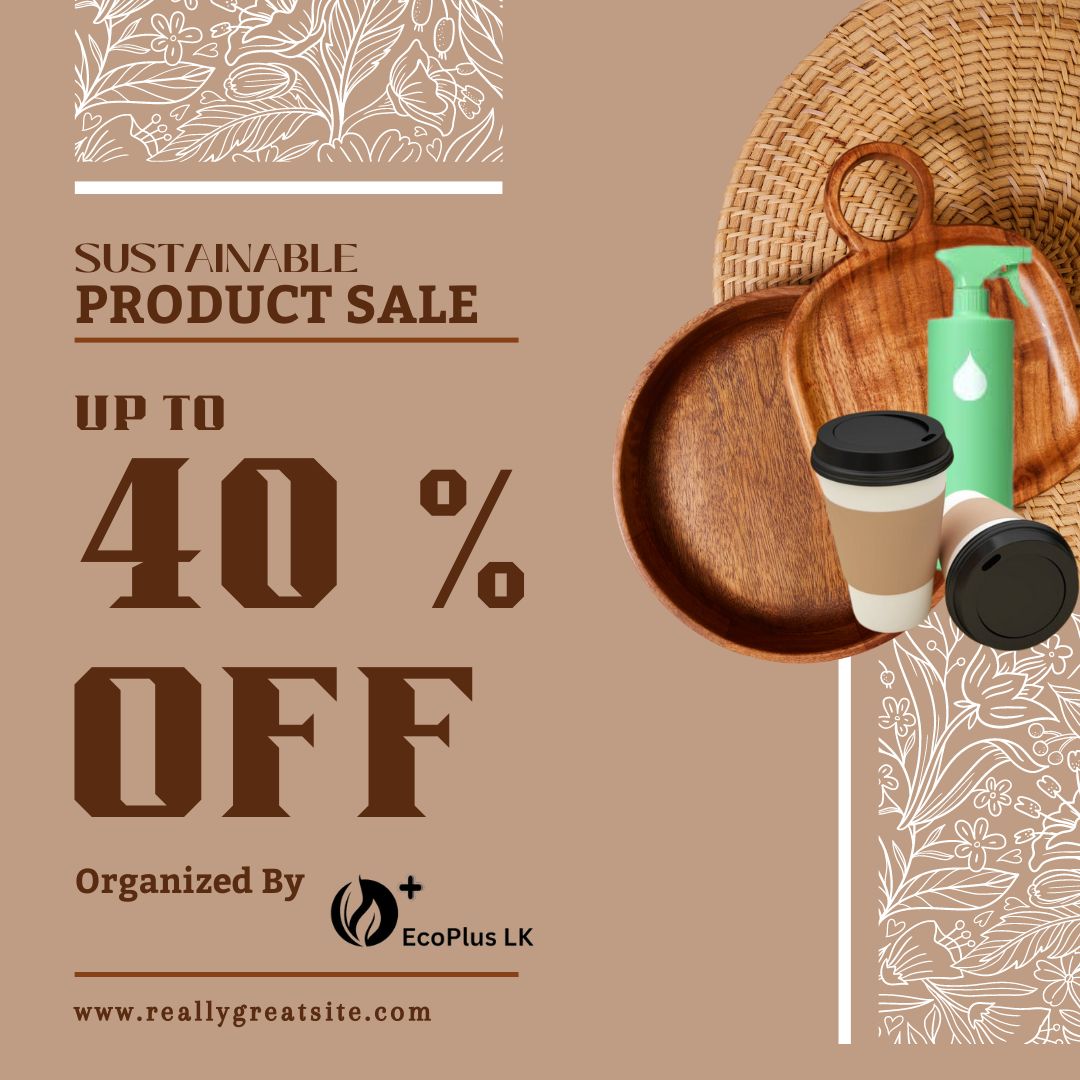 SUSTAINABLE
PRODUCT SALE
UP TO
40 %
OFF
Organized By
EcoPlus LK
www.reallygreatsite.com